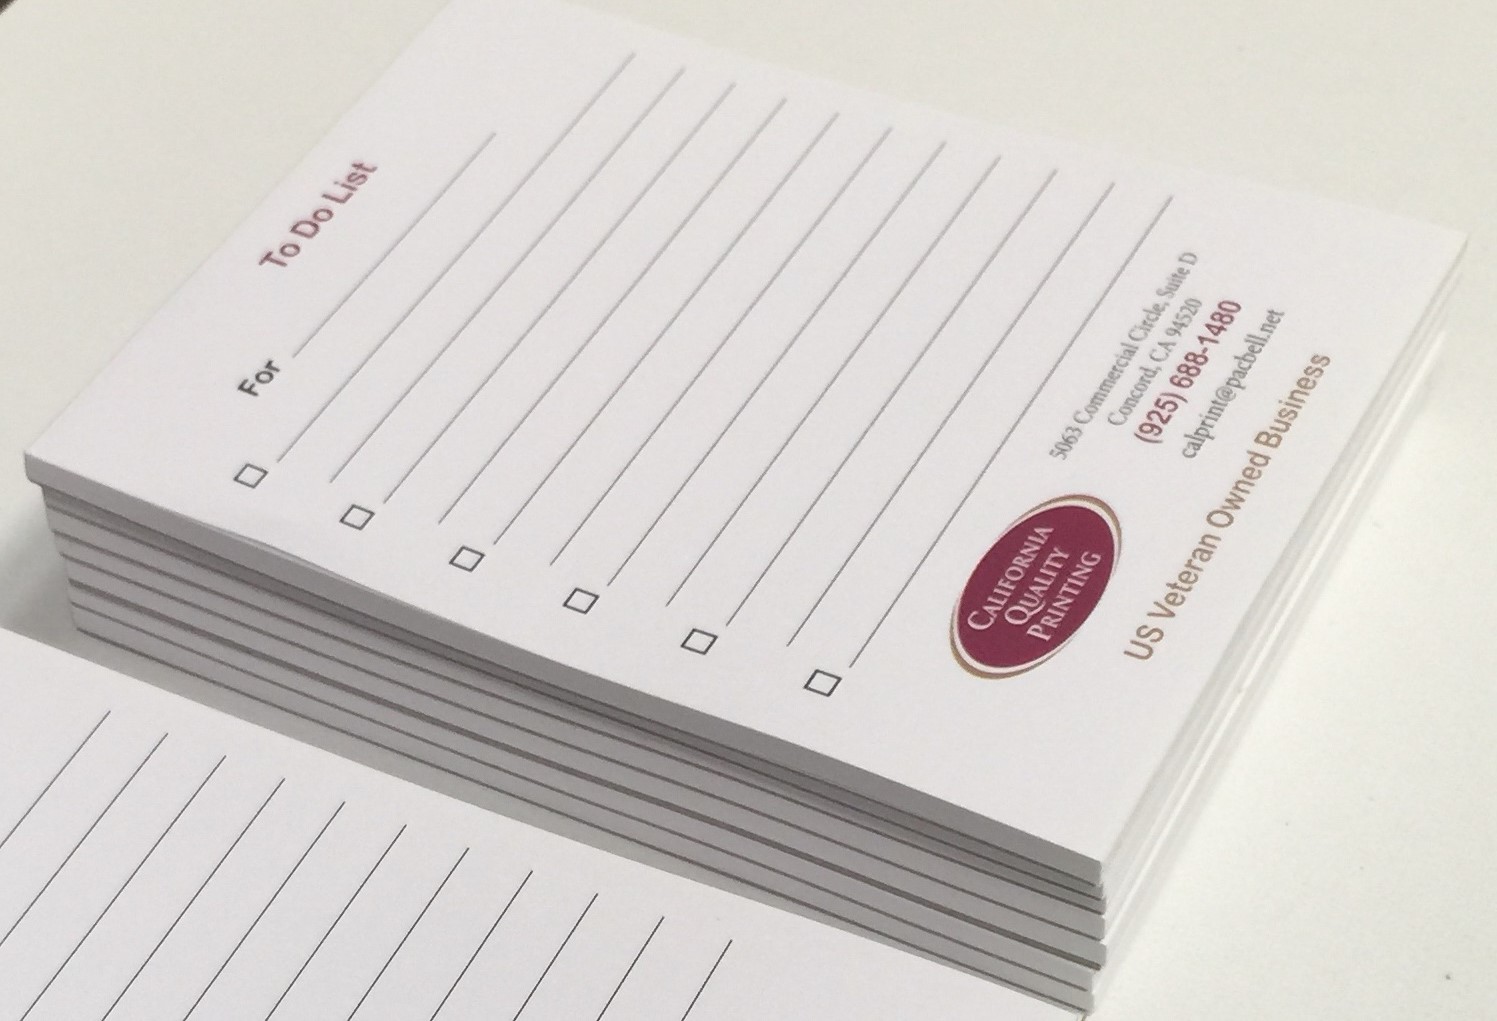 To Do List
For
CALIFORNIA
QUALITY
PRINTING
5063 Commercial Circle, Suite D
Concord, CA 94520
(925) 688-1480
calprint@pacbell.net
US Veteran Owned Business